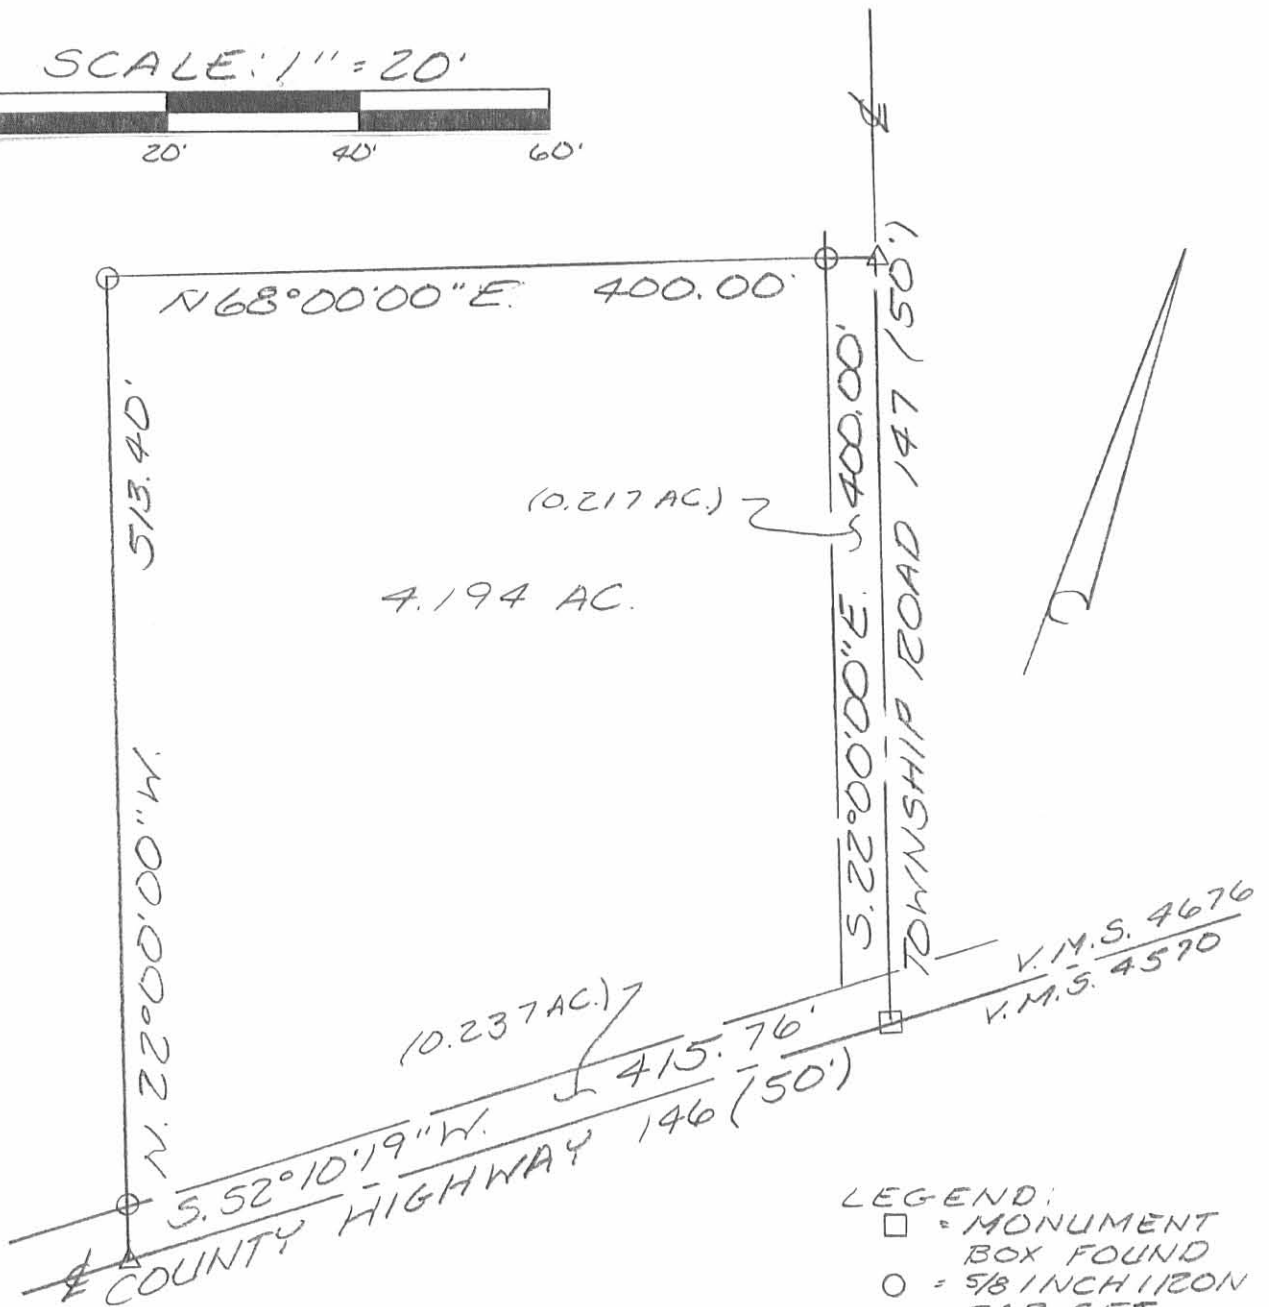 SCALE: 1" = 20'
20' 40' 60'
℄
N 68°00'00" E. 400.00'
513.40'
N. 22°00'00" W.
(0.217 AC.)
4.194 AC.
S. 22°00'00" E. 400.00'
TOWNSHIP ROAD 147 (50')
V.M.S. 4676
V.M.S. 4570
(0.237 AC.)
S. 52°10'19" W. 415.76'
℄ COUNTY HIGHWAY 146 (50')
LEGEND:
□ = MONUMENT
BOX FOUND
○ = 5/8 INCH IRON